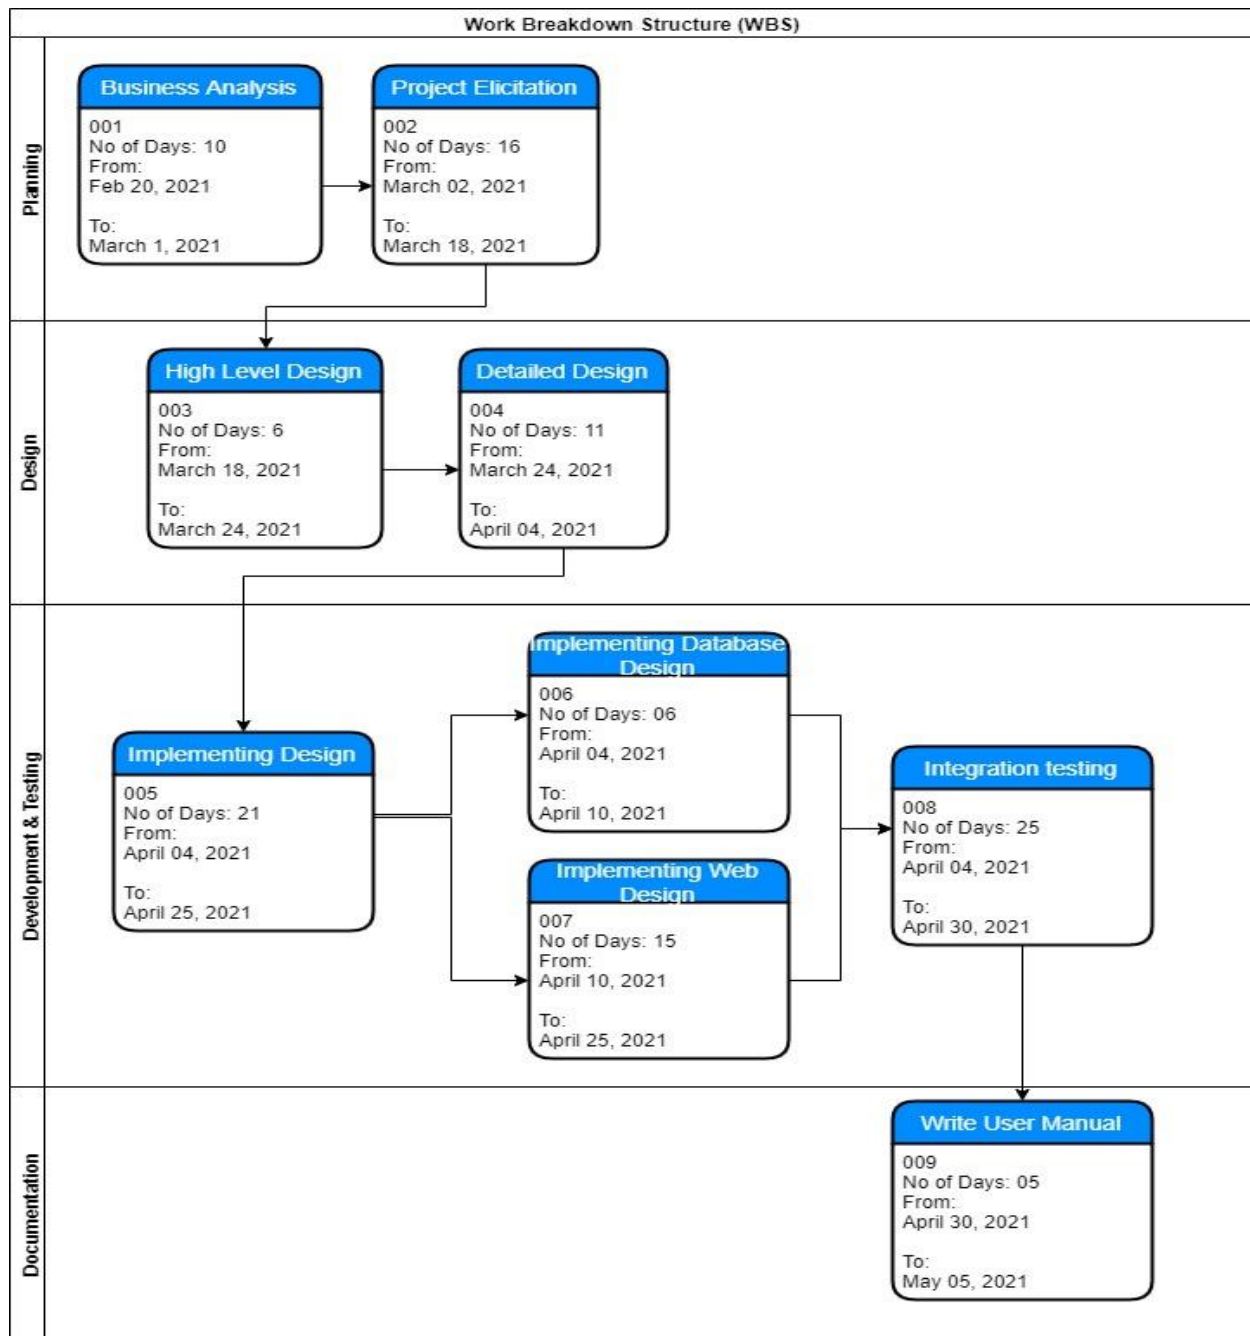 Work Breakdown Structure (WBS)
Planning
Business Analysis
001
No of Days: 10
From:
Feb 20, 2021
To:
March 1, 2021
Project Elicitation
002
No of Days: 16
From:
March 02, 2021
To:
March 18, 2021
Design
High Level Design
003
No of Days: 6
From:
March 18, 2021
To:
March 24, 2021
Detailed Design
004
No of Days: 11
From:
March 24, 2021
To:
April 04, 2021
Development & Testing
Implementing Design
005
No of Days: 21
From:
April 04, 2021
To:
April 25, 2021
Implementing Database
Design
006
No of Days: 06
From:
April 04, 2021
To:
April 10, 2021
Implementing Web
Design
007
No of Days: 15
From:
April 10, 2021
To:
April 25, 2021
Integration testing
008
No of Days: 25
From:
April 04, 2021
To:
April 30, 2021
Documentation
Write User Manual
009
No of Days: 05
From:
April 30, 2021
To:
May 05, 2021